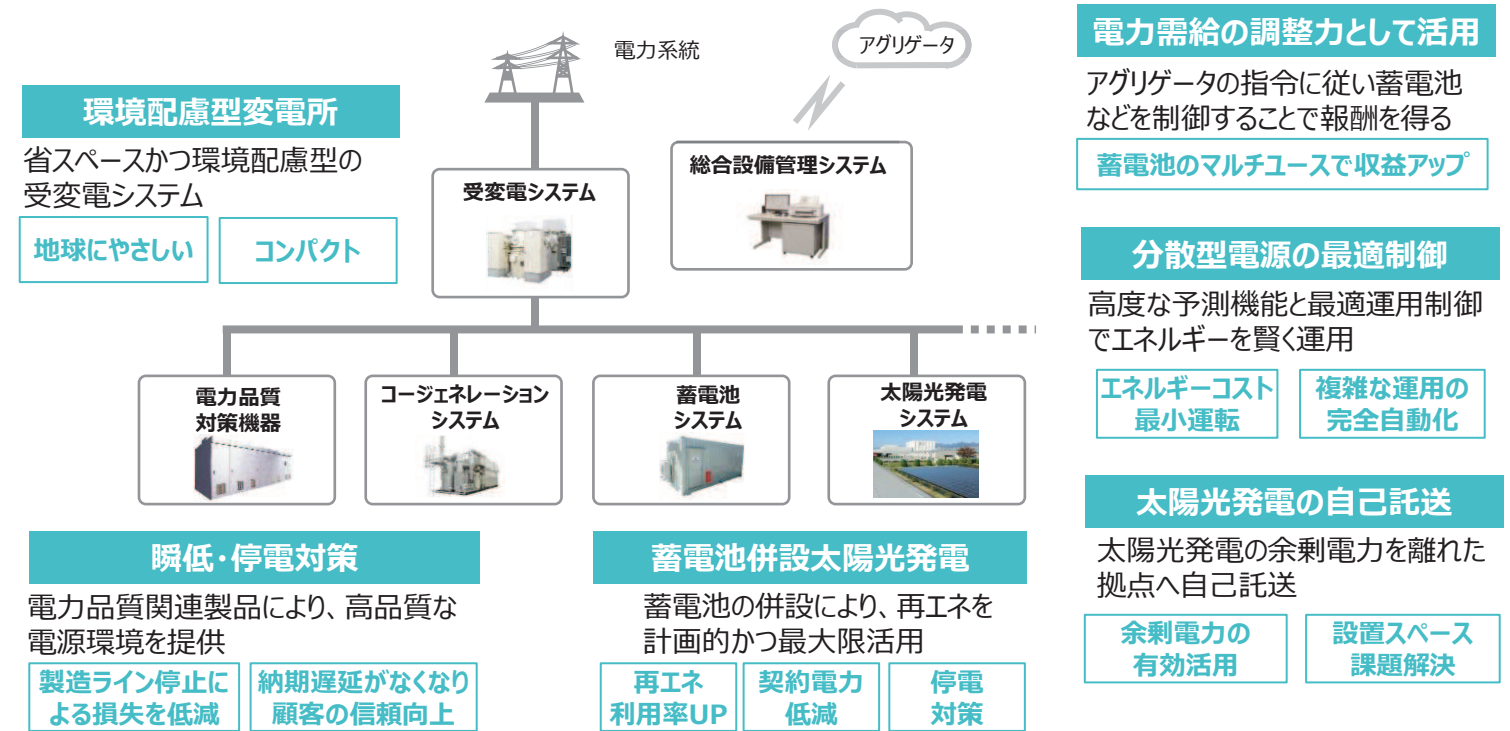 電力系統
アグリゲータ
環境配慮型変電所
省スペースかつ環境配慮型の
受変電システム
地球にやさしい
コンパクト
受変電システム
総合設備管理システム
電力品質
対策機器
コージェネレーション
システム
蓄電池
システム
太陽光発電
システム
瞬低・停電対策
電力品質関連製品により、高品質な
電源環境を提供
製造ライン停止に
よる損失を低減
納期遅延がなくなり
顧客の信頼向上
蓄電池併設太陽光発電
蓄電池の併設により、再エネを
計画的かつ最大限活用
再エネ
利用率UP
契約電力
低減
停電
対策
電力需給の調整力として活用
アグリゲータの指令に従い蓄電池
などを制御することで報酬を得る
蓄電池のマルチユースで収益アップ
分散型電源の最適制御
高度な予測機能と最適運用制御
でエネルギーを賢く運用
エネルギーコスト
最小運転
複雑な運用の
完全自動化
太陽光発電の自己託送
太陽光発電の余剰電力を離れた
拠点へ自己託送
余剰電力の
有効活用
設置スペース
課題解決